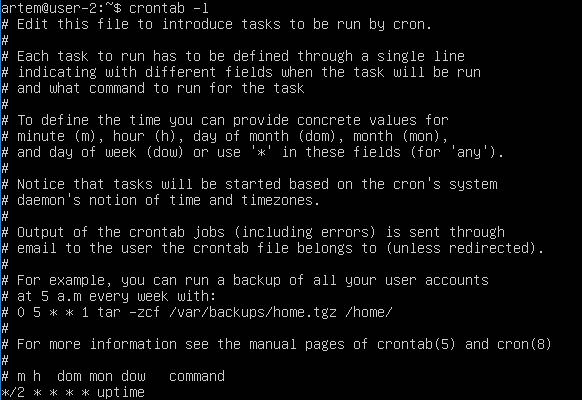 artem@user-2:~$ crontab -l
# Edit this file to introduce tasks to be run by cron.
#
# Each task to run has to be defined through a single line
# indicating with different fields when the task will be run
# and what command to run for the task
#
# To define the time you can provide concrete values for
# minute (m), hour (h), day of month (dom), month (mon),
# and day of week (dow) or use '*' in these fields (for 'any').
#
# Notice that tasks will be started based on the cron's system
# daemon's notion of time and timezones.
#
# Output of the crontab jobs (including errors) is sent through
# email to the user the crontab file belongs to (unless redirected).
#
# For example, you can run a backup of all your user accounts
# at 5 a.m every week with:
# 0 5 * * 1 tar -zcf /var/backups/home.tgz /home/
#
# For more information see the manual pages of crontab(5) and cron(8)
#
# m h  dom mon dow   command
*/2 * * * * uptime